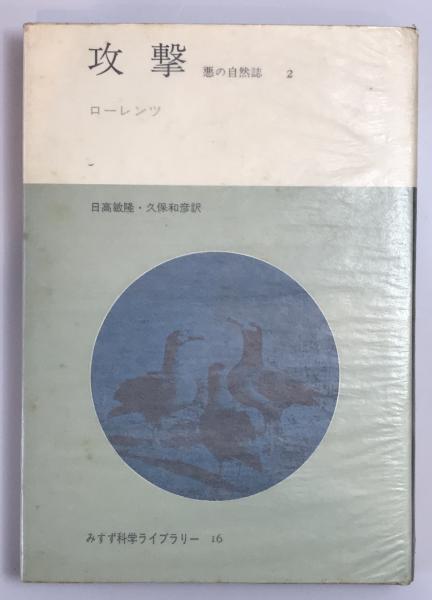 攻撃 悪の自然誌 2
ローレンツ
日高敏隆・久保和彦訳
みすず科学ライブラリー 16